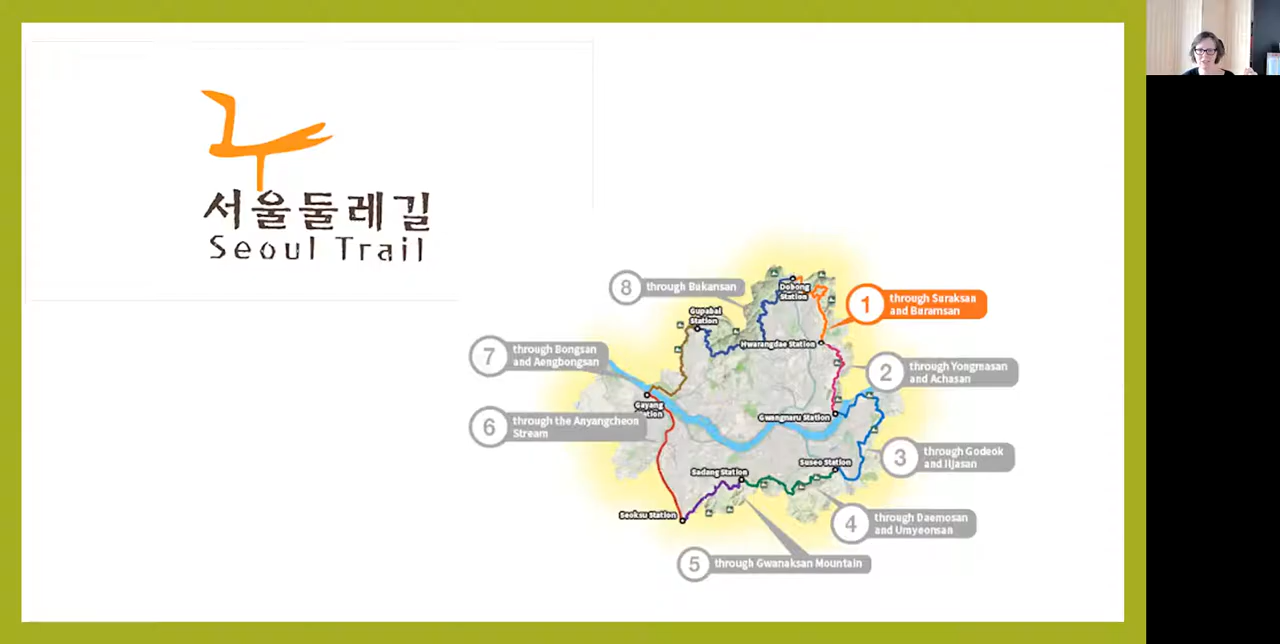 서울둘레길
Seoul Trail
8
through Bukansan
Dobong
Station
1
through Suraksan
and Buramsan
Gupabal
Station
Hwarangdae Station
7
through Bongsan
and Aengbongsan
2
through Yongmasan
and Achasan
Gayang
Station
Gwangnaru Station
6
through the Anyangcheon
Stream
3
through Godeok
and Iljasan
Suseo Station
Sadang Station
Seoksu Station
4
through Daemosan
and Umyeonsan
5
through Gwanaksan Mountain